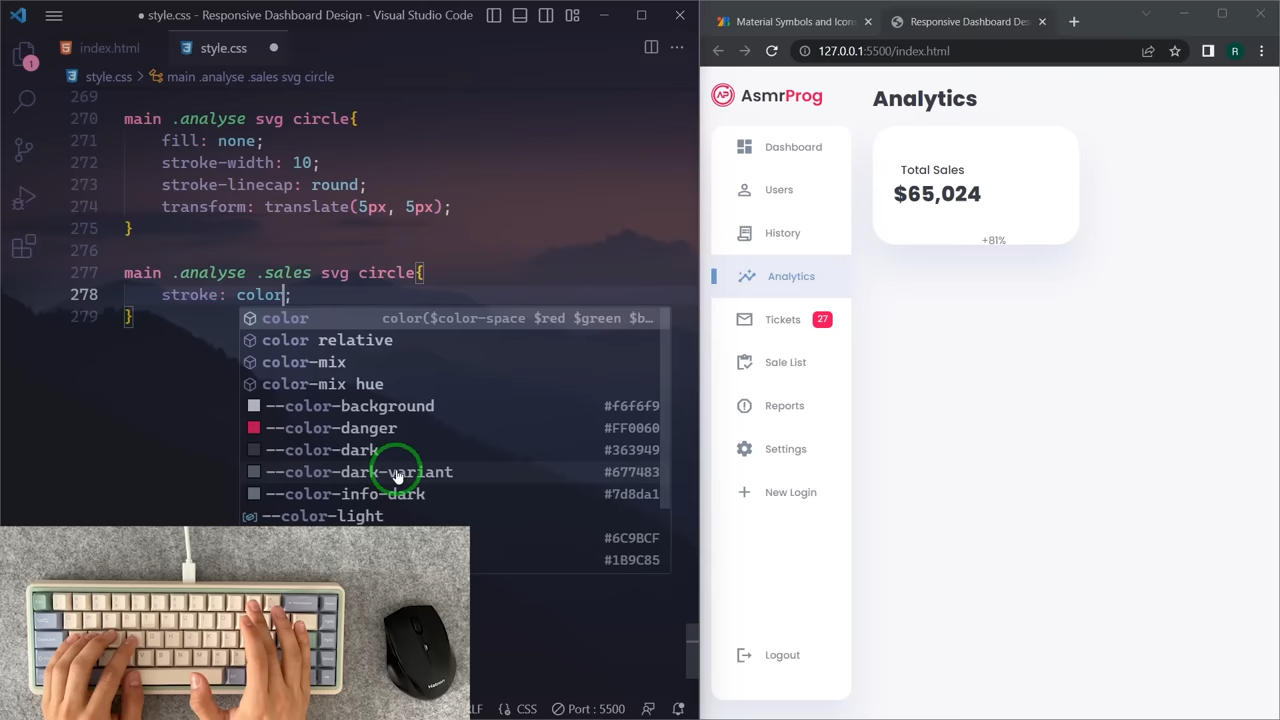 style.css - Responsive Dashboard Design - Visual Studio Code
index.html
style.css
style.css > main .analyse .sales svg circle
269
270 main .analyse svg circle{
271 fill: none;
272 stroke-width: 10;
273 stroke-linecap: round;
274 transform: translate(5px, 5px);
275 }
276
277 main .analyse .sales svg circle{
278 stroke: color;
279 }
color color($color-space $red $green $b…
color relative
color-mix
color-mix hue
--color-background #f6f6f9
--color-danger #FF0060
--color-dark #363949
--color-dark-variant #677483
--color-info-dark #7d8da1
--color-light
#6C9BCF
#1B9C85
1
LF {} CSS Port : 5500
Material Symbols and Icons
Responsive Dashboard Des
127.0.0.1:5500/index.html
R
AP
AsmrProg
Dashboard
Users
History
Analytics
Tickets 27
Sale List
Reports
Settings
New Login
Logout
Analytics
Total Sales
$65,024
+81%